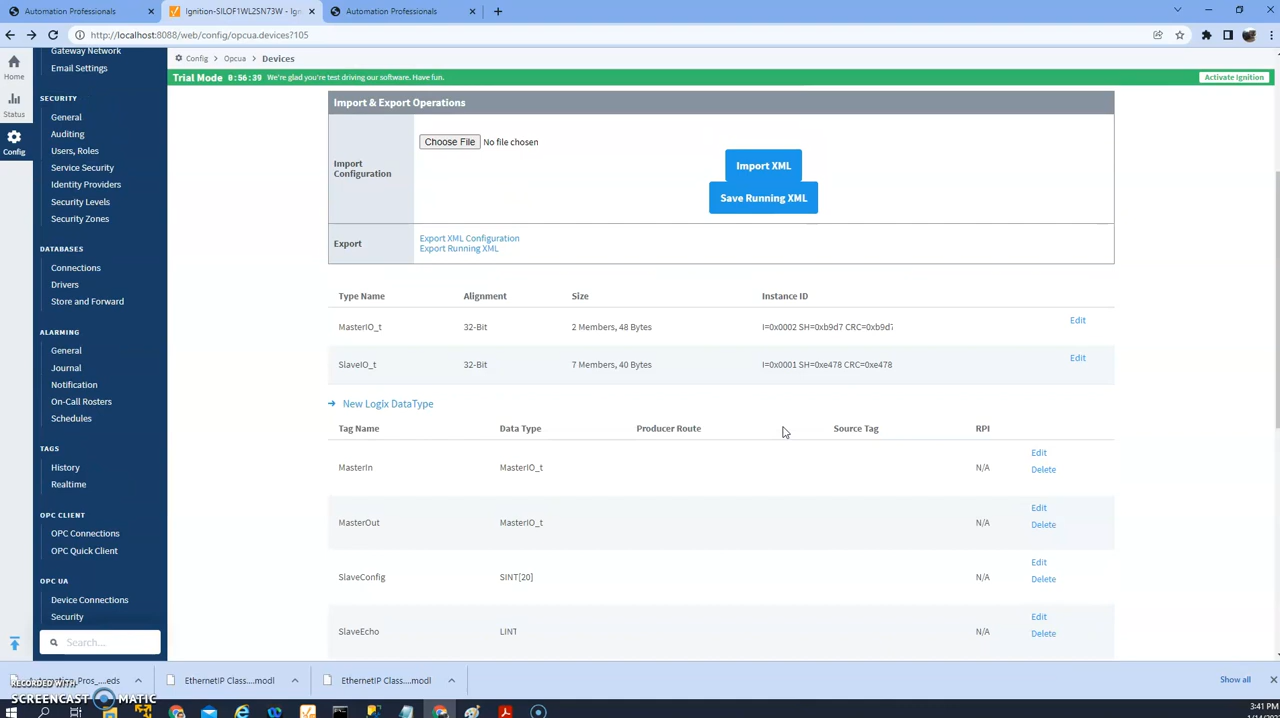 Automation Professionals
Ignition-SILOF1WL2SN73W - Ign
Automation Professionals
http://localhost:8088/web/config/opcua.devices?105
Home
Status
Config
Gateway Network
Email Settings
SECURITY
General
Auditing
Users, Roles
Service Security
Identity Providers
Security Levels
Security Zones
DATABASES
Connections
Drivers
Store and Forward
ALARMING
General
Journal
Notification
On-Call Rosters
Schedules
TAGS
History
Realtime
OPC CLIENT
OPC Connections
OPC Quick Client
OPC UA
Device Connections
Security
Search...
Config Opcua Devices
Trial Mode 0:56:39 We're glad you're test driving our software. Have fun. Activate Ignition
Import & Export Operations
Import Configuration
Choose File No file chosen
Import XML
Save Running XML
Export
Export XML Configuration
Export Running XML
Type Name Alignment Size Instance ID
MasterIO_t 32-Bit 2 Members, 48 Bytes I=0x0002 SH=0xb9d7 CRC=0xb9d7 Edit
SlaveIO_t 32-Bit 7 Members, 40 Bytes I=0x0001 SH=0xe478 CRC=0xe478 Edit
New Logix DataType
Tag Name Data Type Producer Route Source Tag RPI
MasterIn MasterIO_t N/A Edit
Delete
MasterOut MasterIO_t N/A Edit
Delete
SlaveConfig SINT[20] N/A Edit
Delete
SlaveEcho LINT N/A Edit
Delete
EthernetIP Class....modl
EthernetIP Class....modl
Show all
RECORDED WITH
SCREENCAST MATIC
3:41 PM